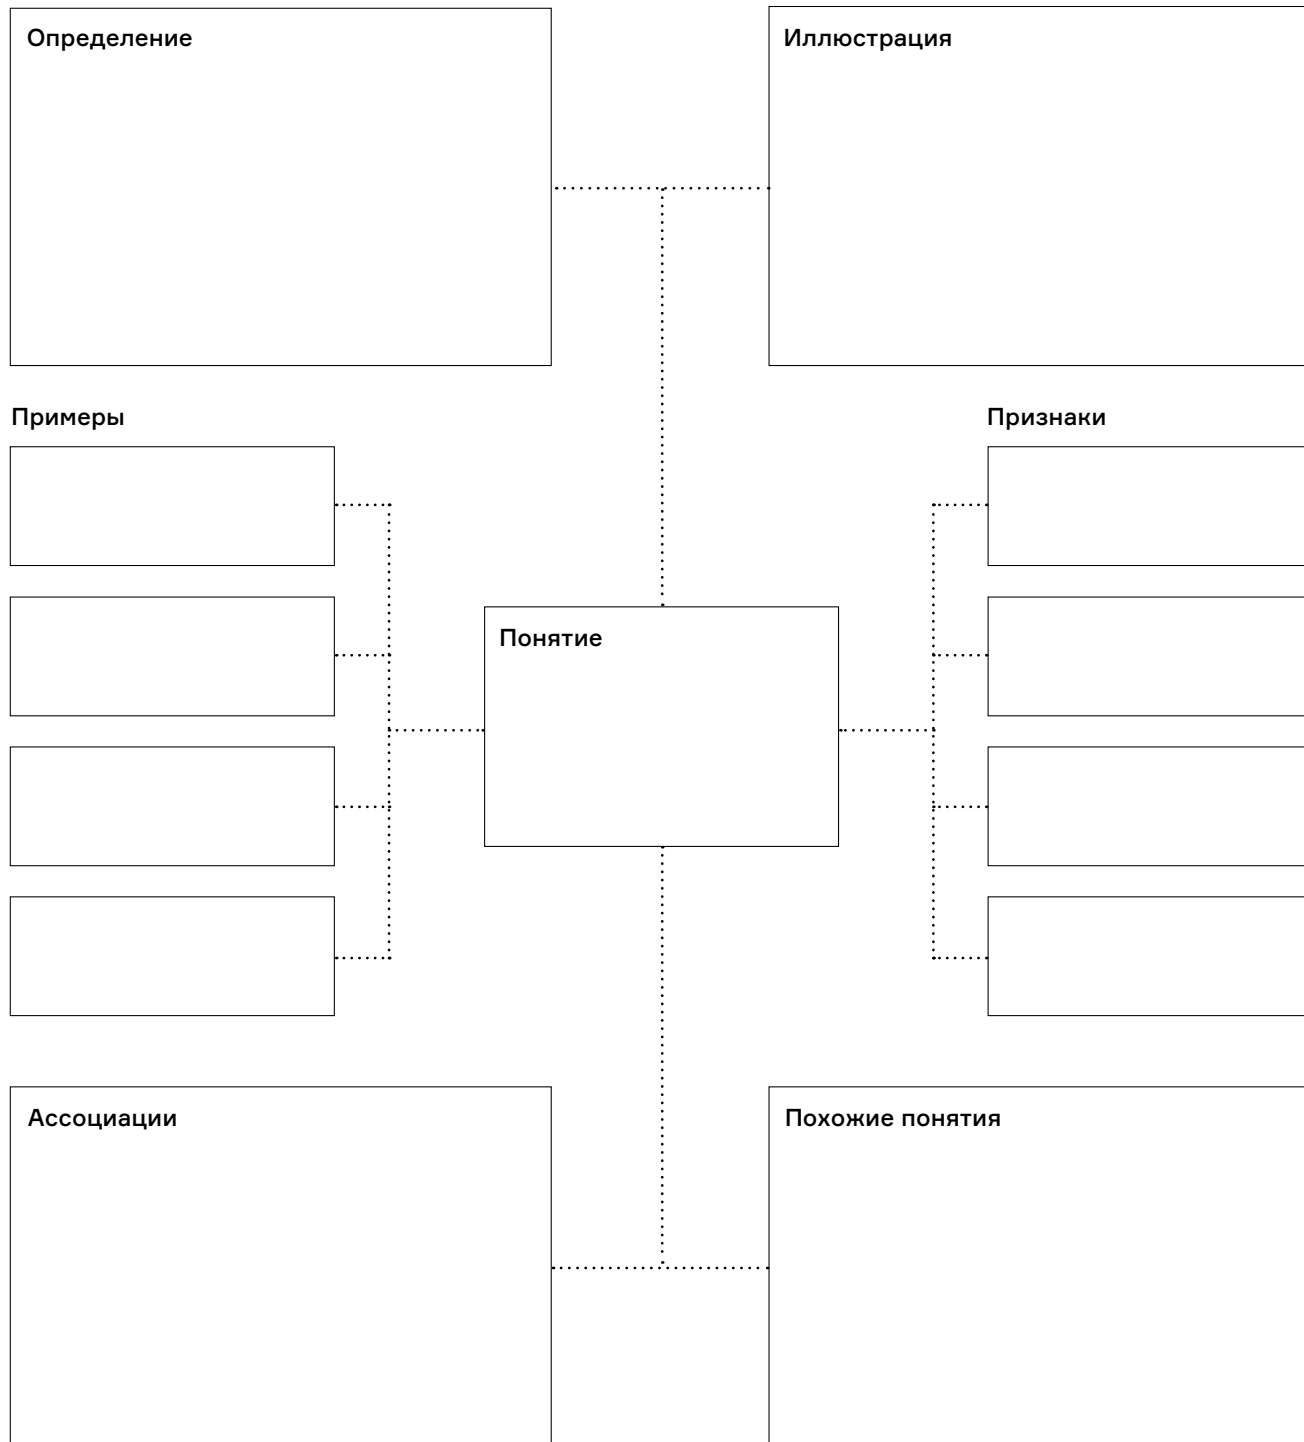 Определение
Иллюстрация
Примеры
Признаки
Понятие
Ассоциации
Похожие понятия